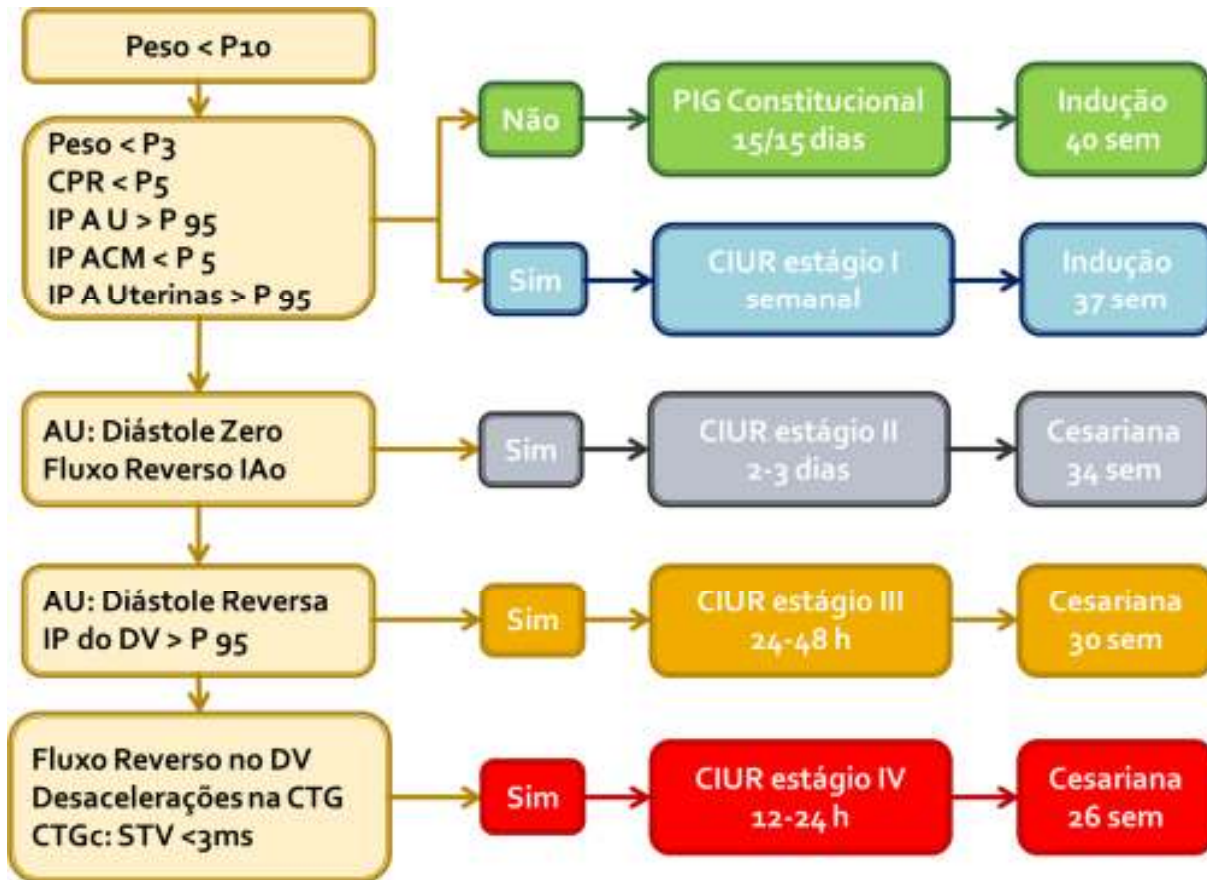 Peso < P10
Peso < P3
CPR < P5
IP A U > P 95
IP ACM < P 5
IP A Uterinas > P 95
Não
PIG Constitucional
15/15 dias
Indução
40 sem
Sim
CIUR estágio I
semanal
Indução
37 sem
AU: Diástole Zero
Fluxo Reverso IAo
Sim
CIUR estágio II
2-3 dias
Cesariana
34 sem
AU: Diástole Reversa
IP do DV > P 95
Sim
CIUR estágio III
24-48 h
Cesariana
30 sem
Fluxo Reverso no DV
Desacelerações na CTG
CTGc: STV <3ms
Sim
CIUR estágio IV
12-24 h
Cesariana
26 sem